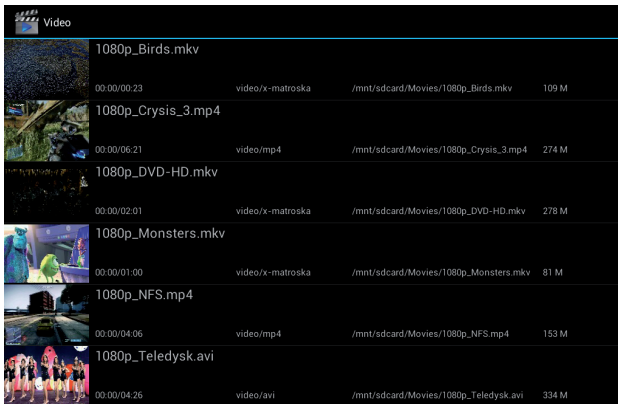 Video
1080p_Birds.mkv
00:00/00:23 video/x-matroska /mnt/sdcard/Movies/1080p_Birds.mkv 109 M
1080p_Crysis_3.mp4
00:00/06:21 video/mp4 /mnt/sdcard/Movies/1080p_Crysis_3.mp4 274 M
1080p_DVD-HD.mkv
00:00/02:01 video/x-matroska /mnt/sdcard/Movies/1080p_DVD-HD.mkv 278 M
1080p_Monsters.mkv
00:00/01:00 video/x-matroska /mnt/sdcard/Movies/1080p_Monsters.mkv 81 M
1080p_NFS.mp4
00:00/04:06 video/mp4 /mnt/sdcard/Movies/1080p_NFS.mp4 153 M
1080p_Teledysk.avi
00:00/04:26 video/avi /mnt/sdcard/Movies/1080p_Teledysk.avi 334 M